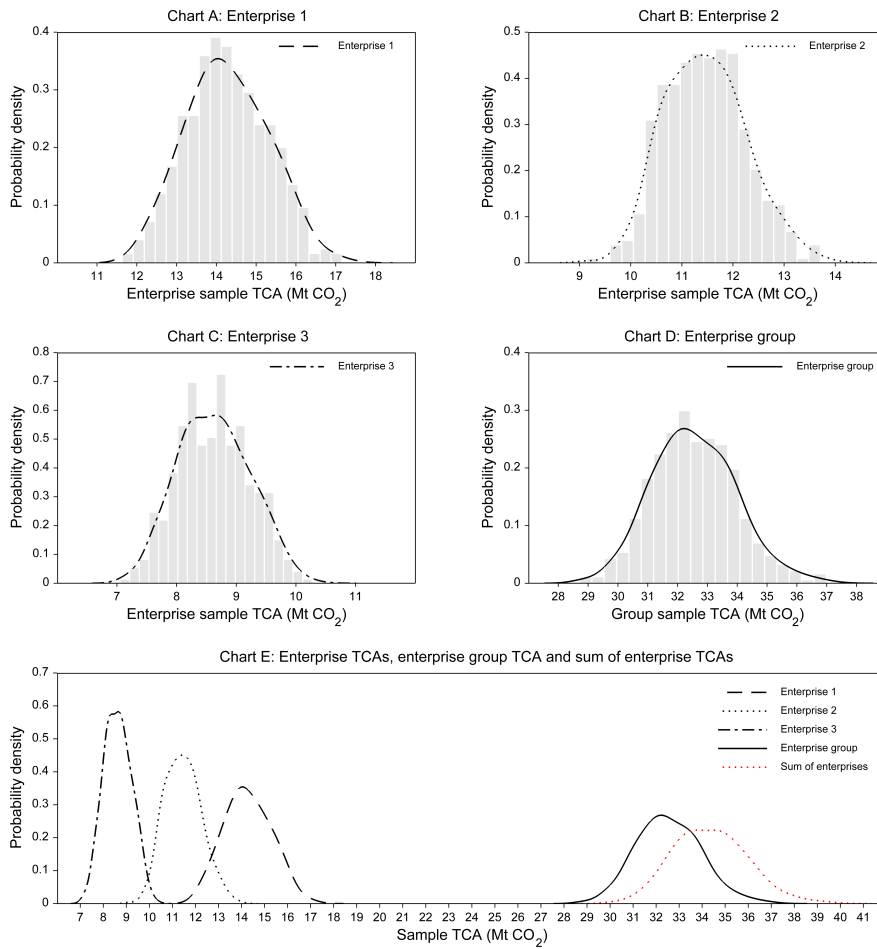 Chart A: Enterprise 1
0.4
0.3
0.2
0.1
0
Probability density
Enterprise 1
11 12 13 14 15 16 17 18
Enterprise sample TCA (Mt CO2)
Chart B: Enterprise 2
0.5
0.4
0.3
0.2
0.1
0
Probability density
Enterprise 2
9 10 11 12 13 14
Enterprise sample TCA (Mt CO2)
Chart C: Enterprise 3
0.8
0.7
0.6
0.5
0.4
0.3
0.2
0.1
0
Probability density
Enterprise 3
7 8 9 10 11
Enterprise sample TCA (Mt CO2)
Chart D: Enterprise group
0.4
0.3
0.2
0.1
0
Probability density
Enterprise group
28 29 30 31 32 33 34 35 36 37 38
Group sample TCA (Mt CO2)
Chart E: Enterprise TCAs, enterprise group TCA and sum of enterprise TCAs
0.7
0.6
0.5
0.4
0.3
0.2
0.1
0
Probability density
Enterprise 1
Enterprise 2
Enterprise 3
Enterprise group
Sum of enterprises
7 8 9 10 11 12 13 14 15 16 17 18 19 20 21 22 23 24 25 26 27 28 29 30 31 32 33 34 35 36 37 38 39 40 41
Sample TCA (Mt CO2)